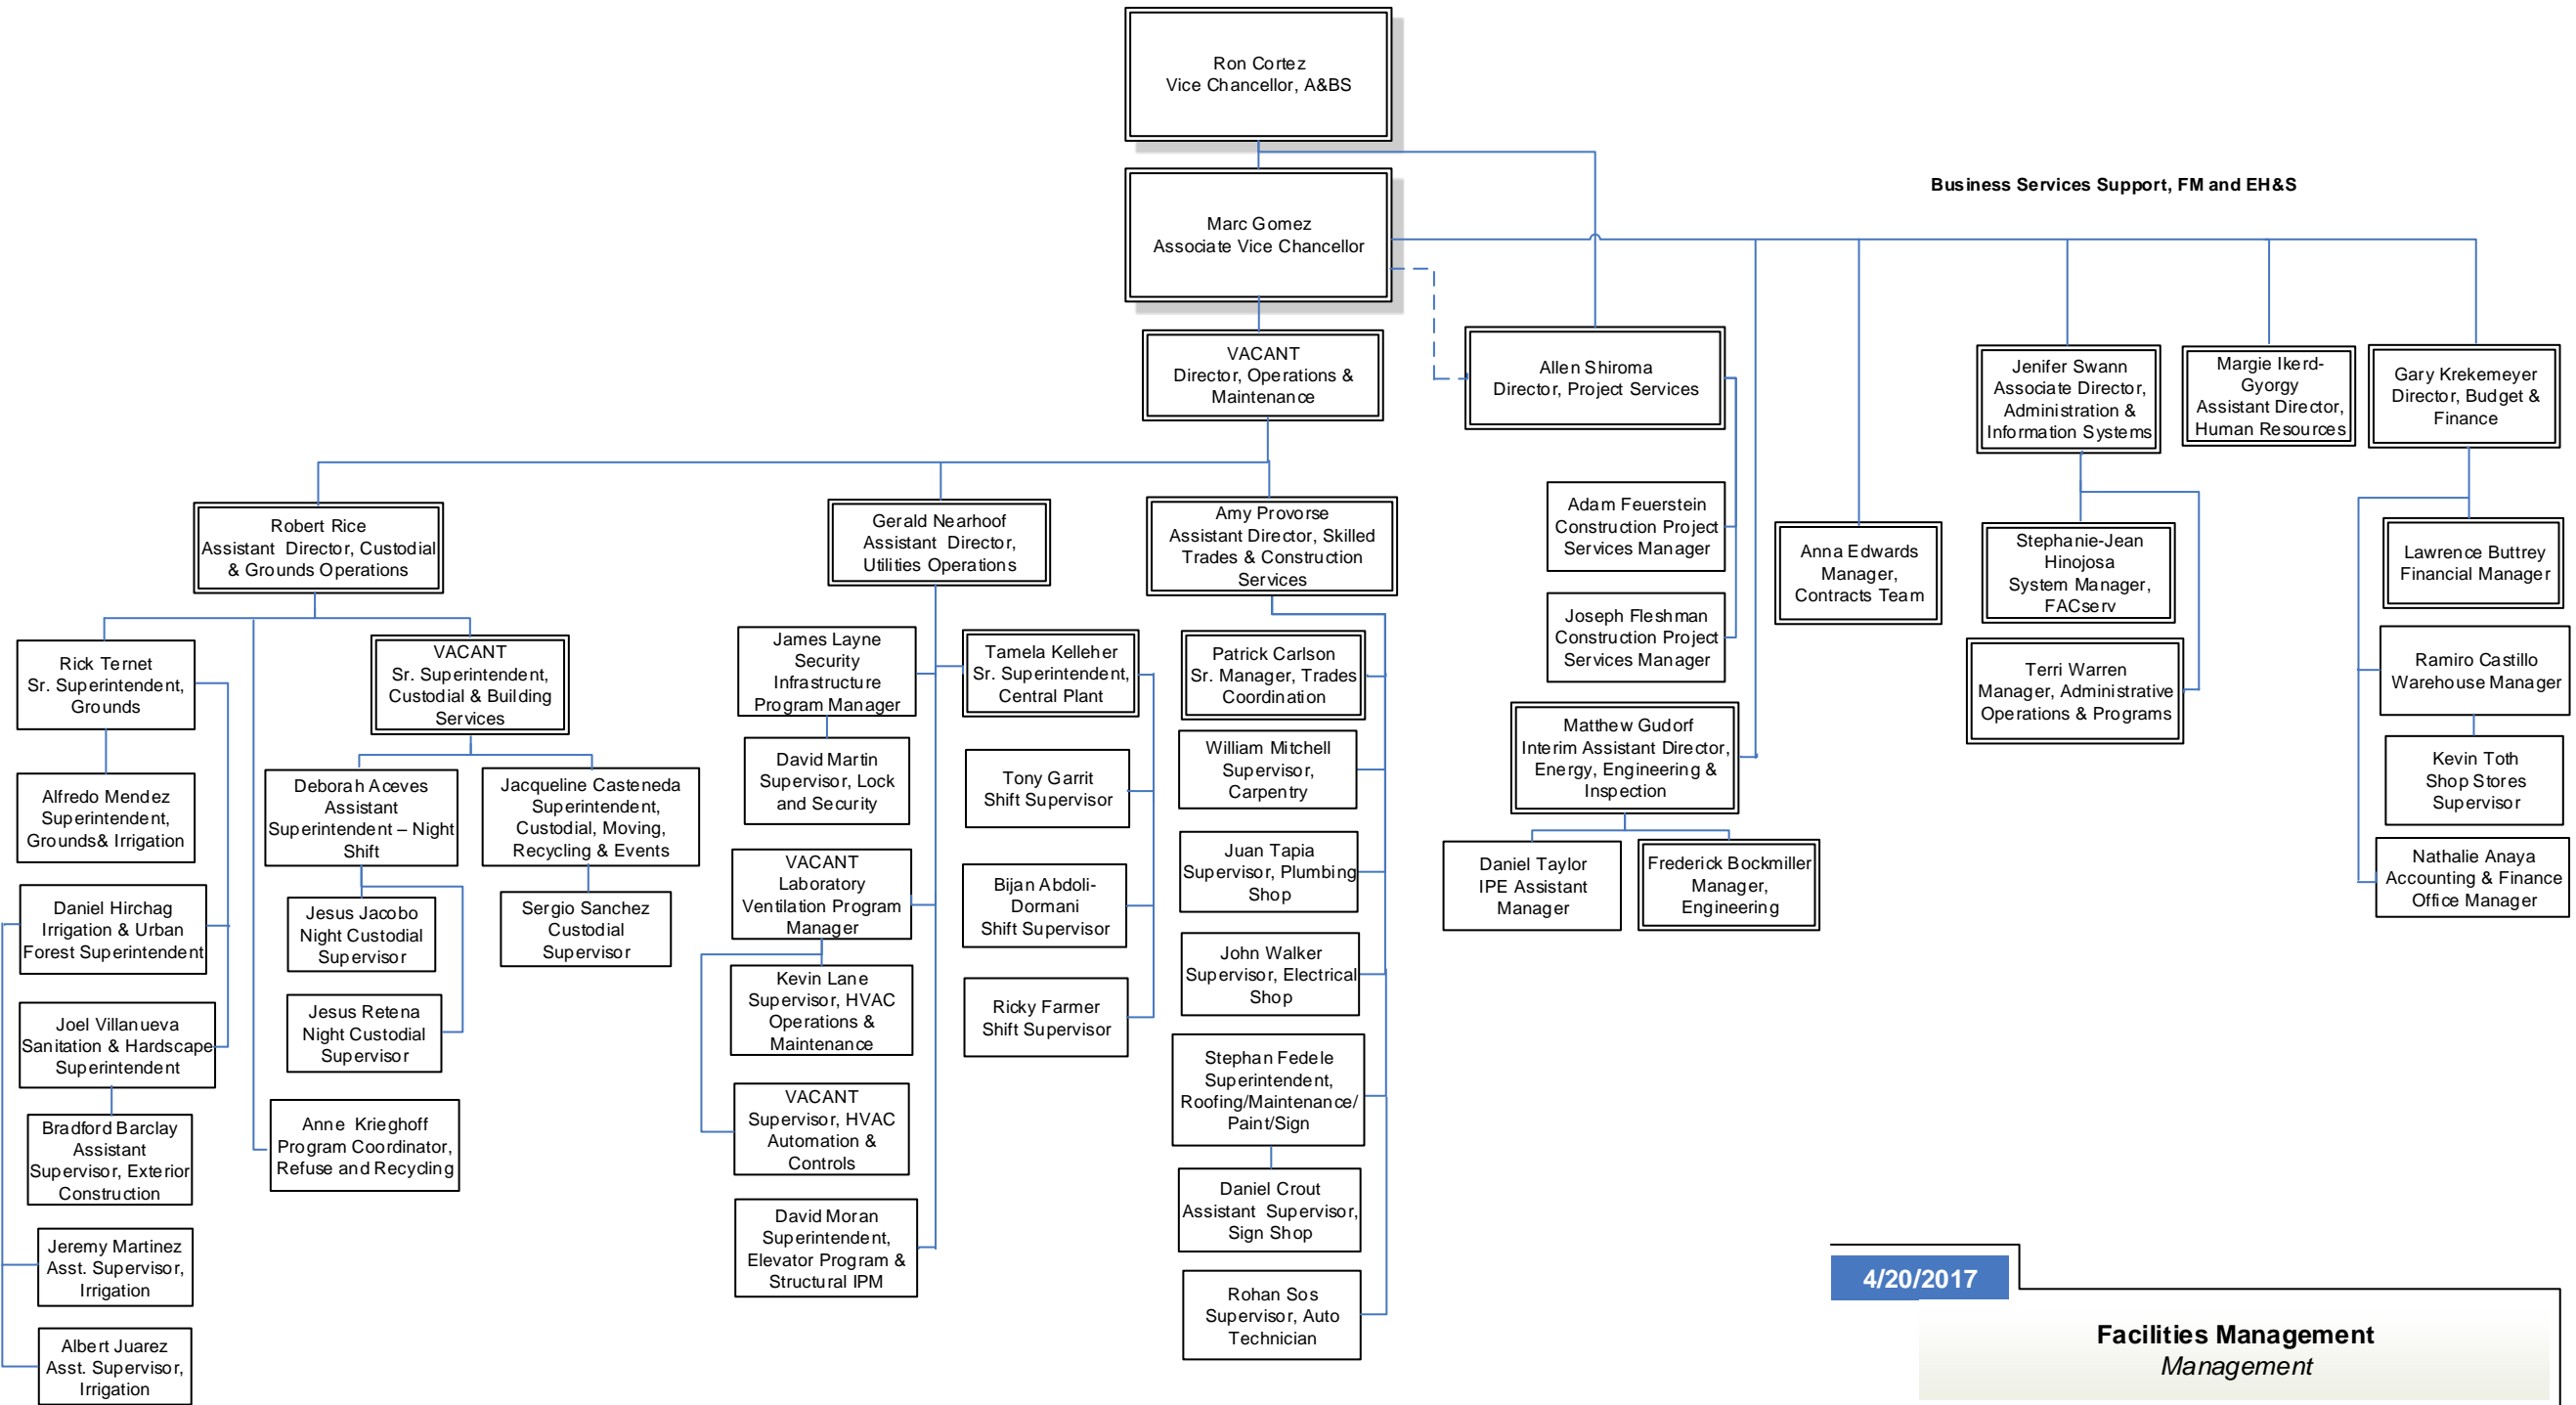 Ron Cortez
Vice Chancellor, A&BS
Business Services Support, FM and EH&S
Marc Gomez
Associate Vice Chancellor
VACANT
Director, Operations &
Maintenance
Allen Shiroma
Director, Project Services
Jenifer Swann
Associate Director,
Administration &
Information Systems
Margie Ikerd-
Gyorgy
Assistant Director,
Human Resources
Gary Krekemeyer
Director, Budget &
Finance
Robert Rice
Assistant Director, Custodial
& Grounds Operations
Gerald Nearhoof
Assistant Director,
Utilities Operations
Amy Provorse
Assistant Director, Skilled
Trades & Construction
Services
Adam Feuerstein
Construction Project
Services Manager
Joseph Fleshman
Construction Project
Services Manager
Anna Edwards
Manager,
Contracts Team
Stephanie-Jean
Hinojosa
System Manager,
FACserv
Terri Warren
Manager, Administrative
Operations & Programs
Lawrence Buttrey
Financial Manager
Ramiro Castillo
Warehouse Manager
Kevin Toth
Shop Stores
Supervisor
Nathalie Anaya
Accounting & Finance
Office Manager
Matthew Gudorf
Interim Assistant Director,
Energy, Engineering &
Inspection
Daniel Taylor
IPE Assistant
Manager
Frederick Bockmiller
Manager,
Engineering
Rick Ternet
Sr. Superintendent,
Grounds
Alfredo Mendez
Superintendent,
Grounds& Irrigation
Daniel Hirchag
Irrigation & Urban
Forest Superintendent
Joel Villanueva
Sanitation & Hardscape
Superintendent
Bradford Barclay
Assistant
Supervisor, Exterior
Construction
Jeremy Martinez
Asst. Supervisor,
Irrigation
Albert Juarez
Asst. Supervisor,
Irrigation
VACANT
Sr. Superintendent,
Custodial & Building
Services
Deborah Aceves
Assistant
Superintendent – Night
Shift
Jesus Jacobo
Night Custodial
Supervisor
Jesus Retena
Night Custodial
Supervisor
Anne Krieghoff
Program Coordinator,
Refuse and Recycling
Jacqueline Casteneda
Superintendent,
Custodial, Moving,
Recycling & Events
Sergio Sanchez
Custodial
Supervisor
James Layne
Security
Infrastructure
Program Manager
David Martin
Supervisor, Lock
and Security
VACANT
Laboratory
Ventilation Program
Manager
Kevin Lane
Supervisor, HVAC
Operations &
Maintenance
VACANT
Supervisor, HVAC
Automation &
Controls
David Moran
Superintendent,
Elevator Program &
Structural IPM
Tamela Kelleher
Sr. Superintendent,
Central Plant
Tony Garrit
Shift Supervisor
Bijan Abdoli-
Dormani
Shift Supervisor
Ricky Farmer
Shift Supervisor
Patrick Carlson
Sr. Manager, Trades
Coordination
William Mitchell
Supervisor,
Carpentry
Juan Tapia
Supervisor, Plumbing
Shop
John Walker
Supervisor, Electrical
Shop
Stephan Fedele
Superintendent,
Roofing/Maintenance/
Paint/Sign
Daniel Crout
Assistant Supervisor,
Sign Shop
Rohan Sos
Supervisor, Auto
Technician
4/20/2017
Facilities Management
Management